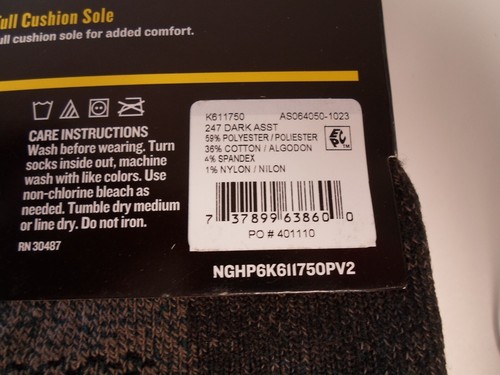 Full Cushion Sole
full cushion sole for added comfort.
CARE INSTRUCTIONS
Wash before wearing. Turn
socks inside out, machine
wash with like colors. Use
non-chlorine bleach as
needed. Tumble dry medium
or line dry. Do not iron.
RN 30487
K611750 AS064050-1023
247 DARK ASST
59% POLYESTER / POLIESTER
36% COTTON / ALGODON
4% SPANDEX
1% NYLON / NILON
7 37899 63860 0
PO # 401110
NGHP6K611750PV2